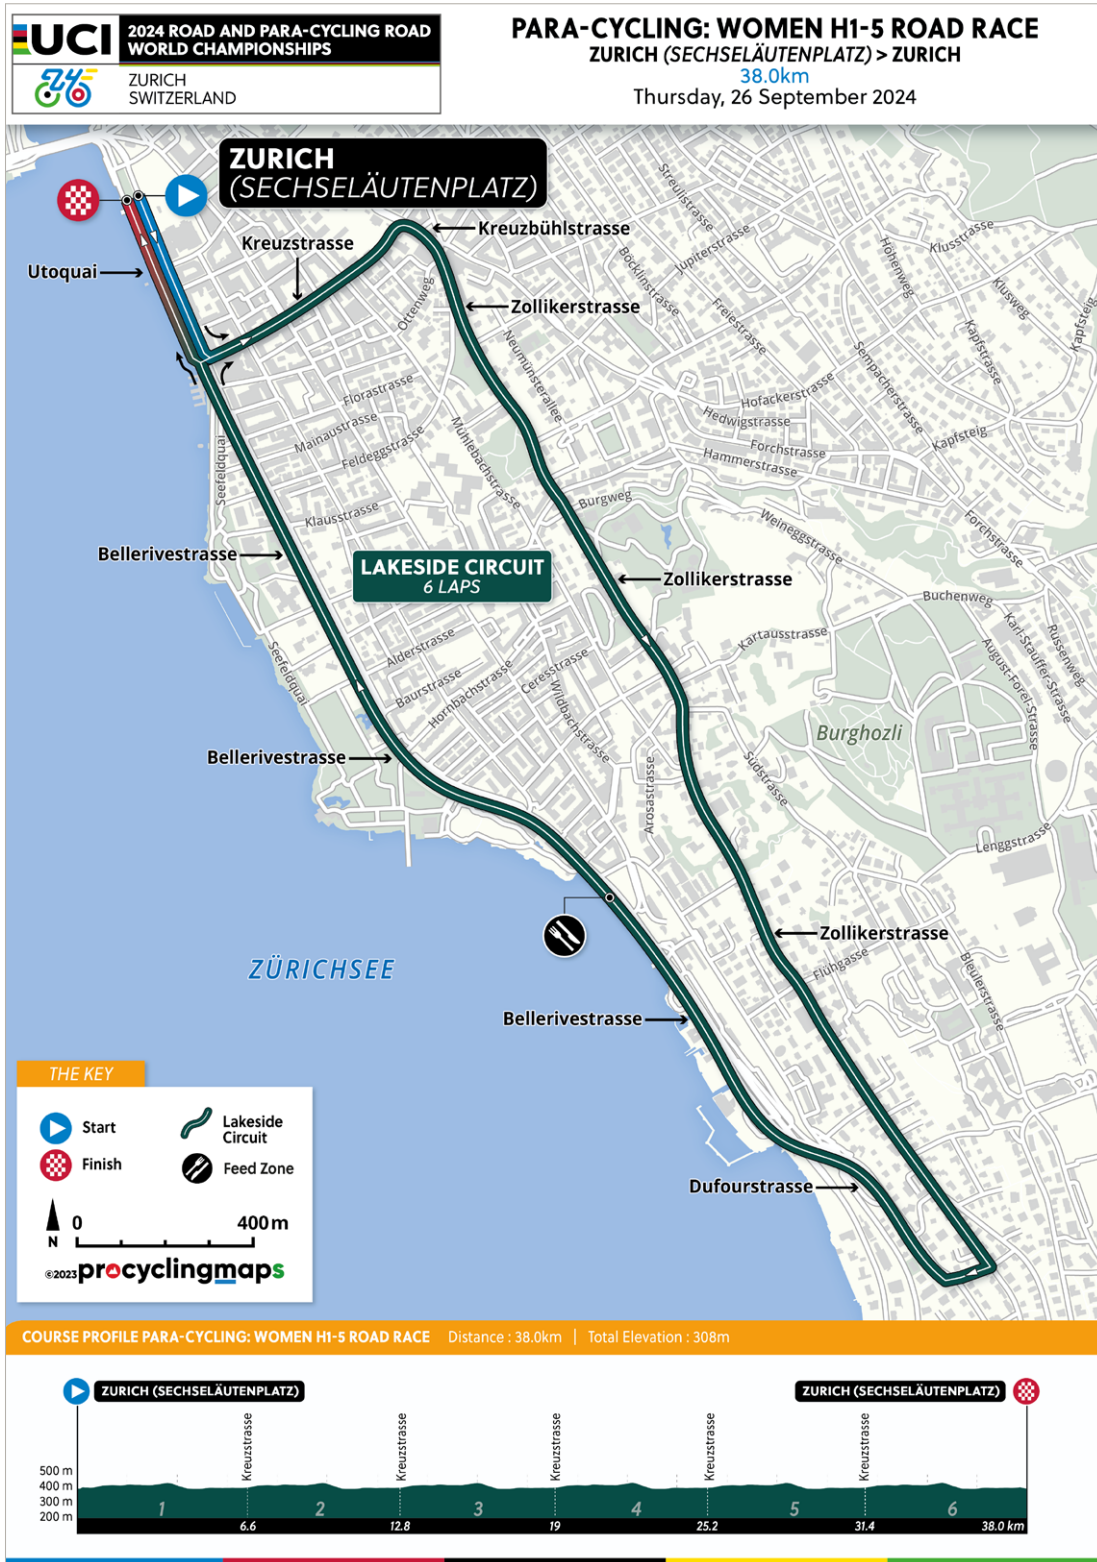 UCI
2024 ROAD AND PARA-CYCLING ROAD
WORLD CHAMPIONSHIPS
ZURICH
SWITZERLAND
PARA-CYCLING: WOMEN H1-5 ROAD RACE
ZURICH (SECHSELÄUTENPLATZ) > ZURICH
38.0km
Thursday, 26 September 2024
ZURICH
(SECHSELÄUTENPLATZ)
Kreuzbühlstrasse
Kreuzstrasse
Utoquai
Zollikerstrasse
Streulistrasse
Jupiterstrasse
Böcklinstrasse
Höhenweg
Klusstrasse
Klusweg
Kapfsteig
Freiestrasse
Kapfstrasse
Sempacherstrasse
Ottenweg
Neumünsterallee
Florastrasse
Mainaustrasse
Feldeggstrasse
Mühlebachstrasse
Hofackerstrasse
Hedwigstrasse
Forchstrasse
Hammerstrasse
Kapfsteig
Seefeldquai
Klausstrasse
Burgweg
Weineggstrasse
Forchstrasse
Bellerivestrasse
LAKESIDE CIRCUIT
6 LAPS
Zollikerstrasse
Buchenweg
Karl-Stauffer-Strasse
Russenweg
August-Forel-Strasse
Kartausstrasse
Seefeldquai
Alderstrasse
Baurstrasse
Hornbachstrasse
Ceresstrasse
Wildbachstrasse
Burghozli
Bellerivestrasse
Südstrasse
Arosastrasse
Lenggstrasse
Zollikerstrasse
Flühgasse
Bleulerstrasse
ZÜRICHSEE
Bellerivestrasse
Dufourstrasse
THE KEY
Start
Lakeside
Circuit
Finish
Feed Zone
N
0 400 m
©2023 procyclingmaps
COURSE PROFILE PARA-CYCLING: WOMEN H1-5 ROAD RACE Distance : 38.0km | Total Elevation : 308m
ZURICH (SECHSELÄUTENPLATZ)
ZURICH (SECHSELÄUTENPLATZ)
Kreuzstrasse
Kreuzstrasse
Kreuzstrasse
Kreuzstrasse
Kreuzstrasse
500 m
400 m
300 m
200 m
1 2 3 4 5 6
6.6 12.8 19 25.2 31.4 38.0 km